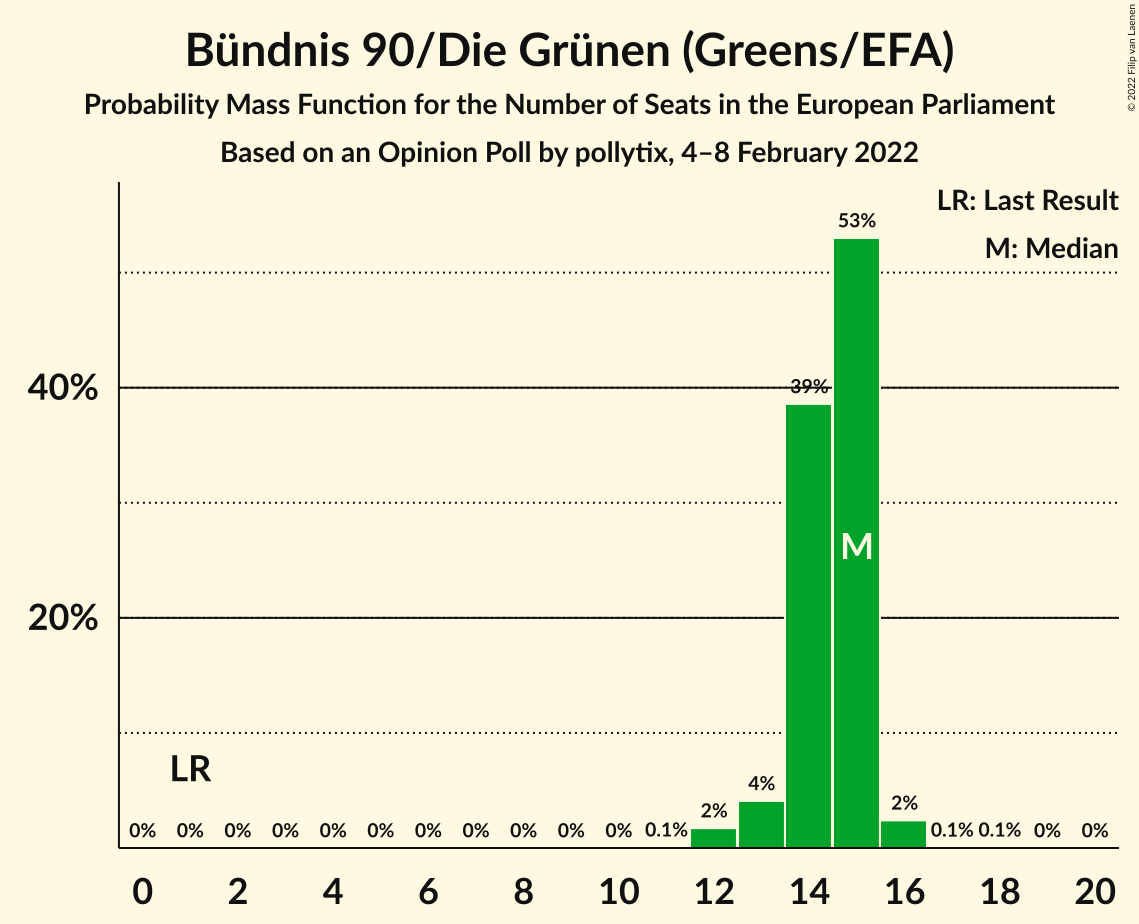 Bündnis 90/Die Grünen (Greens/EFA)
Probability Mass Function for the Number of Seats in the European Parliament
Based on an Opinion Poll by pollytix, 4–8 February 2022
© 2022 Filip van Laenen
LR: Last Result
M: Median
53%
40%
39%
M
20%
LR
0% 0% 0% 0% 0% 0% 0% 0% 0% 0% 0% 0.1% 2% 4% 2% 0.1% 0.1% 0% 0%
0 2 4 6 8 10 12 14 16 18 20